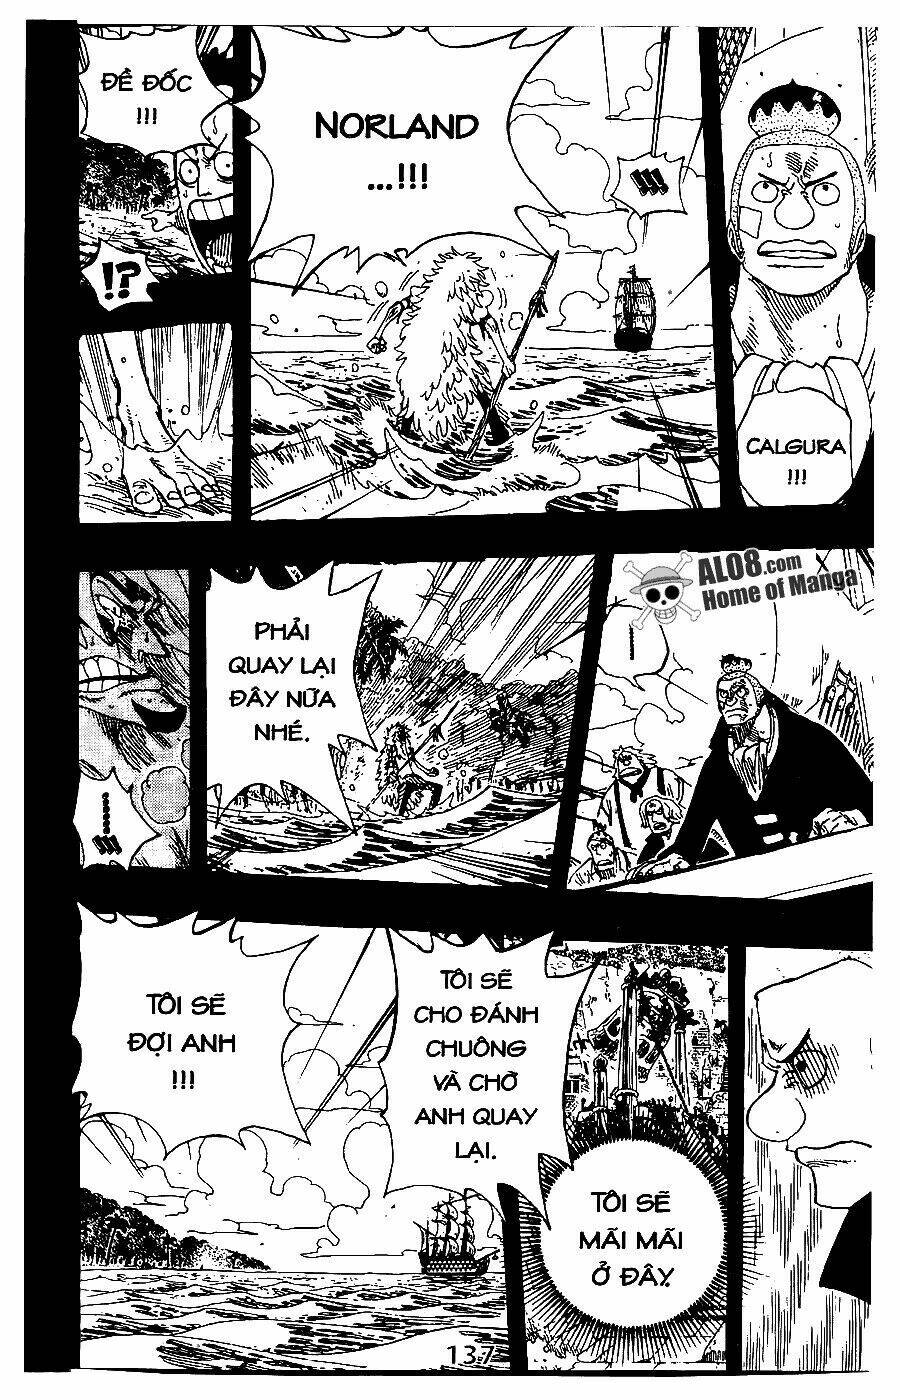 CALGURA
!!!
!!!
NORLAND
...!!!
ĐỀ ĐỐC
!!!
!?
AL08.com
Home of Manga
!
PHẢI
QUAY LẠI
ĐÂY NỮA
NHÉ.
......!!!
TÔI SẼ
MÃI MÃI
Ở ĐÂY.
TÔI SẼ
CHO ĐÁNH
CHUÔNG
VÀ CHỜ
ANH QUAY
LẠI.
TÔI SẼ
ĐỢI ANH
!!!
137